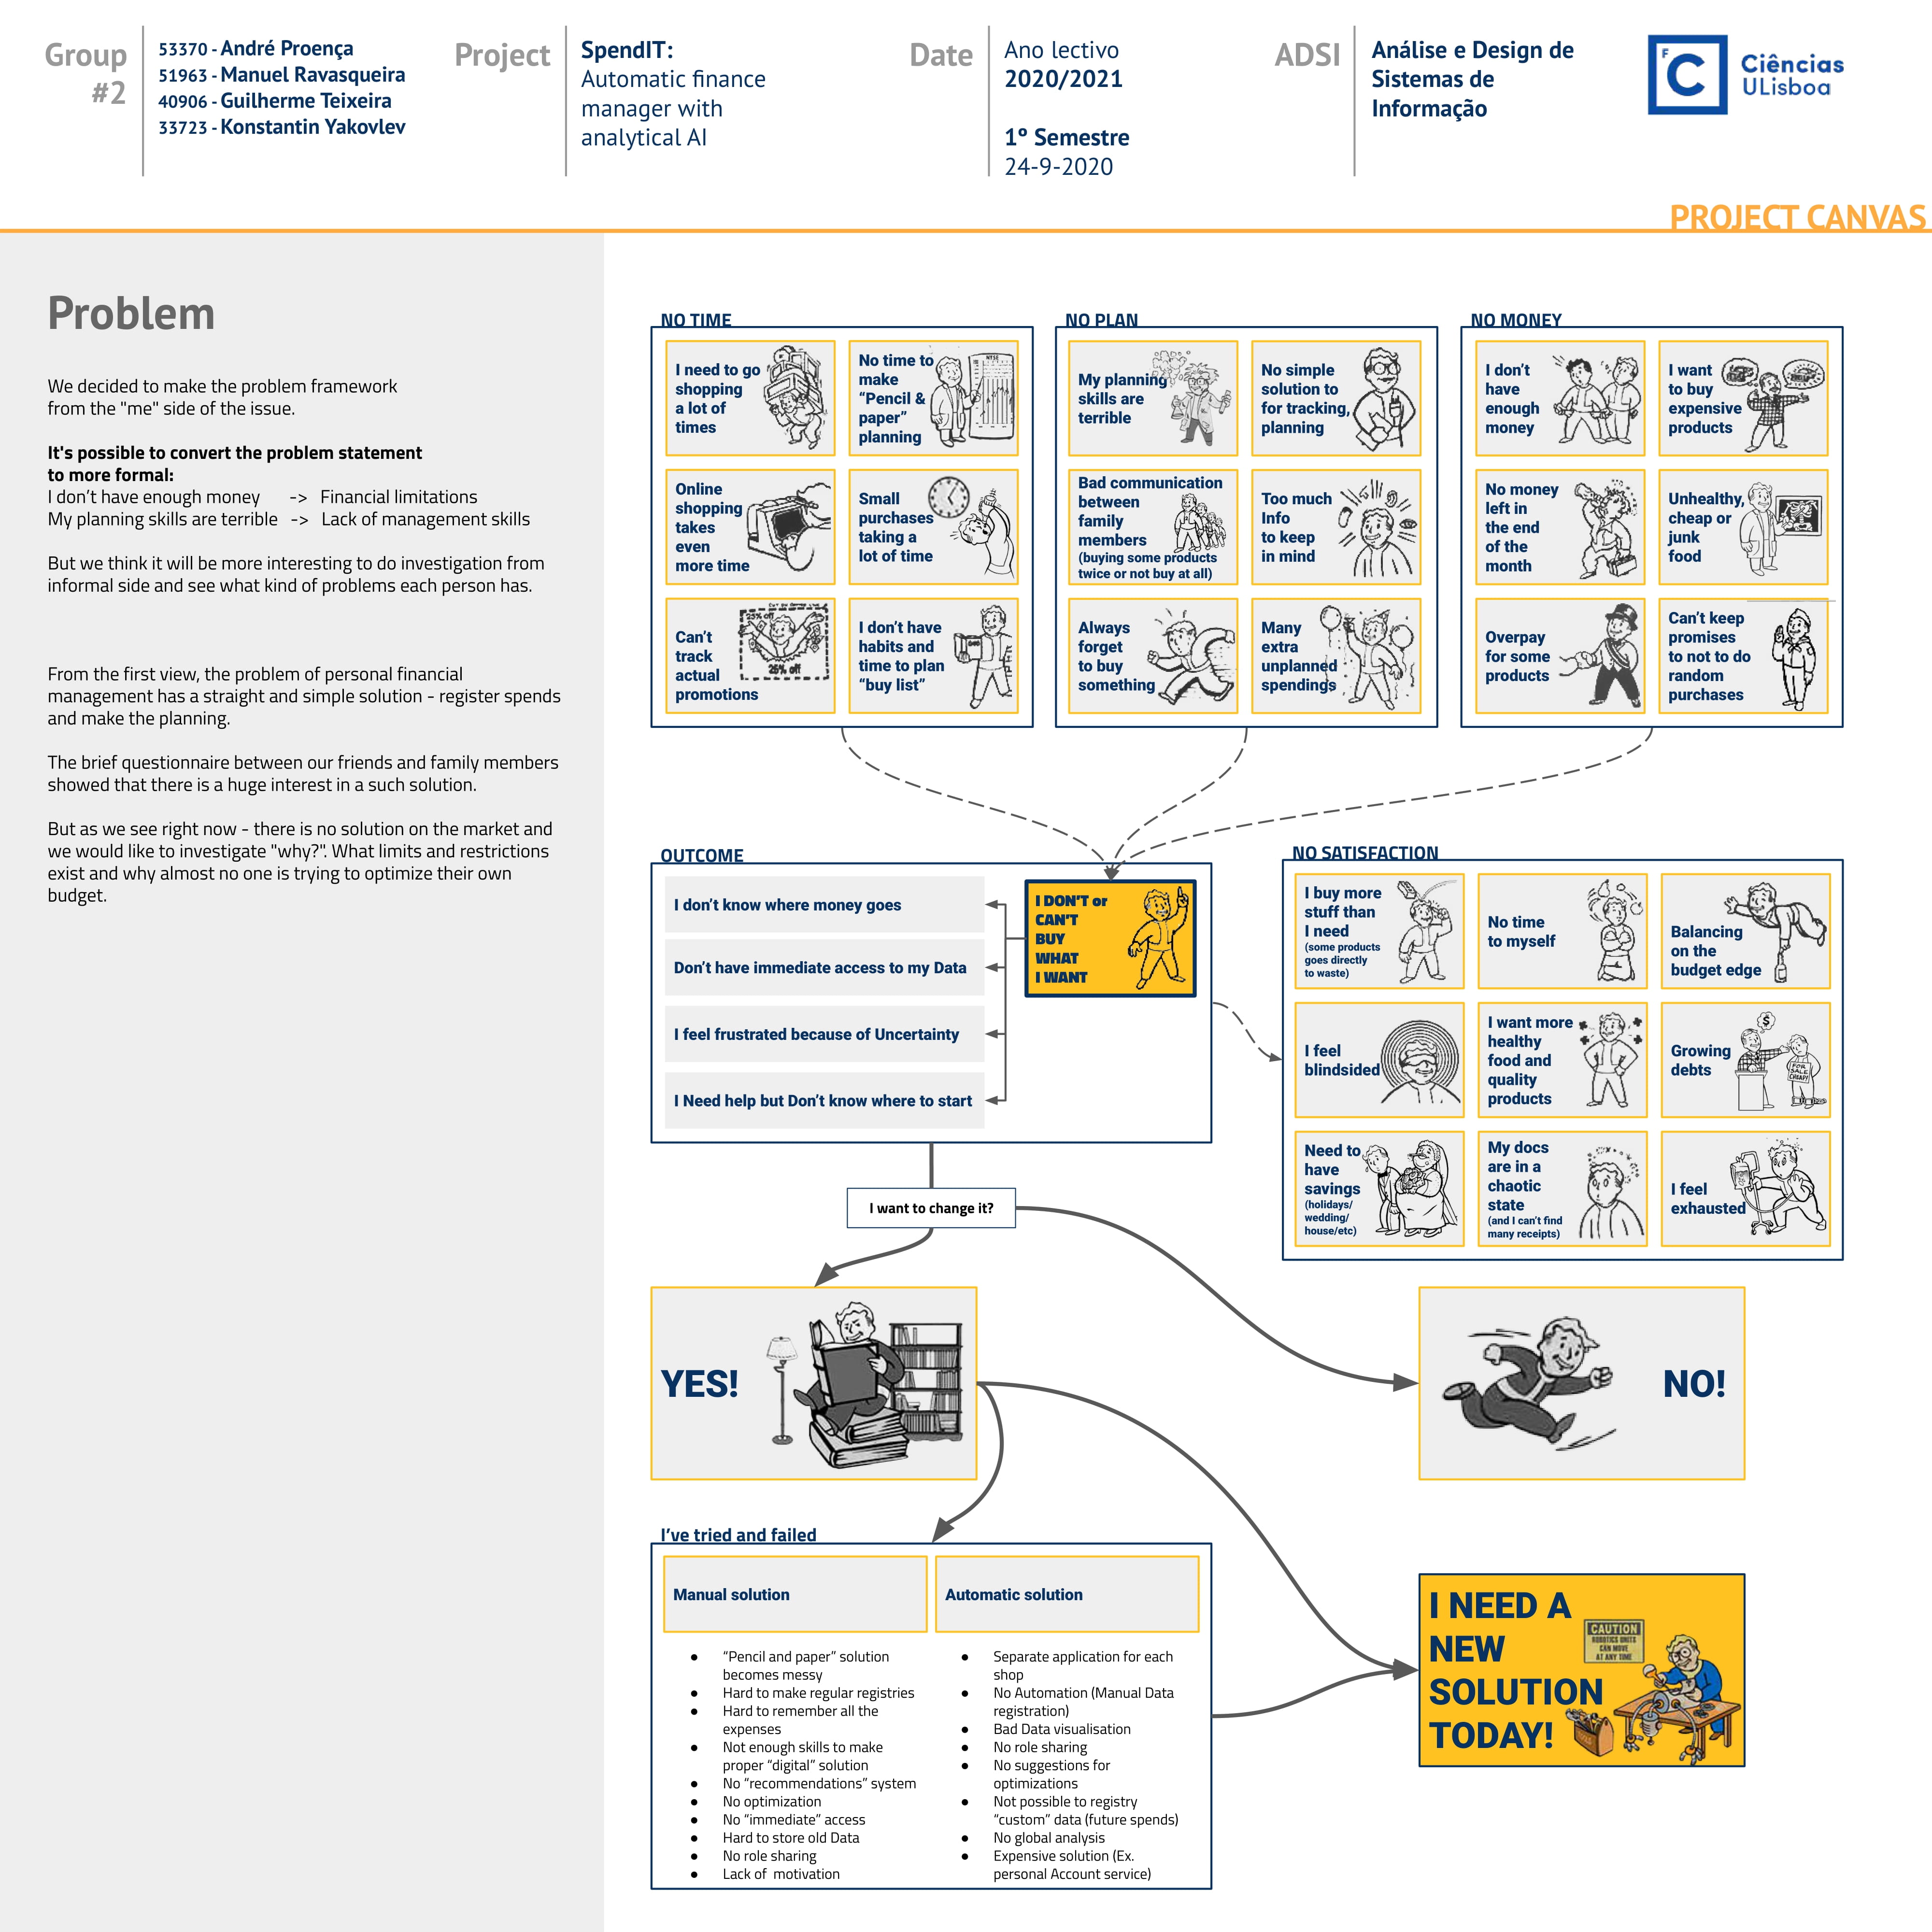 Group
#2
53370 - André Proença
51963 - Manuel Ravasqueira
40906 - Guilherme Teixeira
33723 - Konstantin Yakovlev
Project
SpendIT:
Automatic finance
manager with
analytical AI
Date
Ano lectivo
2020/2021
1º Semestre
24-9-2020
ADSI
Análise e Design de
Sistemas de
Informação
F
C
Ciências
ULisboa
PROJECT CANVAS
Problem
We decided to make the problem framework
from the "me" side of the issue.
It's possible to convert the problem statement
to more formal:
I don't have enough money -> Financial limitations
My planning skills are terrible -> Lack of management skills
But we think it will be more interesting to do investigation from
informal side and see what kind of problems each person has.
From the first view, the problem of personal financial
management has a straight and simple solution - register spends
and make the planning.
The brief questionnaire between our friends and family members
showed that there is a huge interest in a such solution.
But as we see right now - there is no solution on the market and
we would like to investigate "why?". What limits and restrictions
exist and why almost no one is trying to optimize their own
budget.
NO TIME
I need to go
shopping
a lot of
times
No time to
make
“Pencil &
paper”
planning
NYSE
Online
shopping
takes
even
more time
Small
purchases
taking a
lot of time
Can't
track
actual
promotions
25% off
25% off
I don't have
habits and
time to plan
“buy list”
NO PLAN
My planning
skills are
terrible
No simple
solution to
for tracking,
planning
Bad communication
between
family
members
(buying some products
twice or not buy at all)
Too much
Info
to keep
in mind
Always
forget
to buy
something
Many
extra
unplanned
spendings
NO MONEY
I don't
have
enough
money
I want
to buy
expensive
products
No money
left in
the end
of the
month
Unhealthy,
cheap or
junk
food
Overpay
for some
products
Can't keep
promises
to not to do
random
purchases
OUTCOME
I don't know where money goes
Don't have immediate access to my Data
I feel frustrated because of Uncertainty
I Need help but Don't know where to start
I DON'T or
CAN'T
BUY
WHAT
I WANT
NO SATISFACTION
I buy more
stuff than
I need
(some products
goes directly
to waste)
No time
to myself
Balancing
on the
budget edge
I feel
blindsided
I want more
healthy
food and
quality
products
Growing
debts
$
FOR
SALE
CHEAP!
Need to
have
savings
(holidays/
wedding/
house/etc)
My docs
are in a
chaotic
state
(and I can't find
many receipts)
I feel
exhausted
I want to change it?
YES!
NO!
I've tried and failed
Manual solution
● “Pencil and paper” solution
becomes messy
● Hard to make regular registries
● Hard to remember all the
expenses
● Not enough skills to make
proper “digital” solution
● No “recommendations” system
● No optimization
● No “immediate” access
● Hard to store old Data
● No role sharing
● Lack of motivation
Automatic solution
● Separate application for each
shop
● No Automation (Manual Data
registration)
● Bad Data visualisation
● No role sharing
● No suggestions for
optimizations
● Not possible to registry
“custom” data (future spends)
● No global analysis
● Expensive solution (Ex.
personal Account service)
I NEED A
NEW
SOLUTION
TODAY!
CAUTION
ROBOTICS UNITS
CAN MOVE
AT ANY TIME